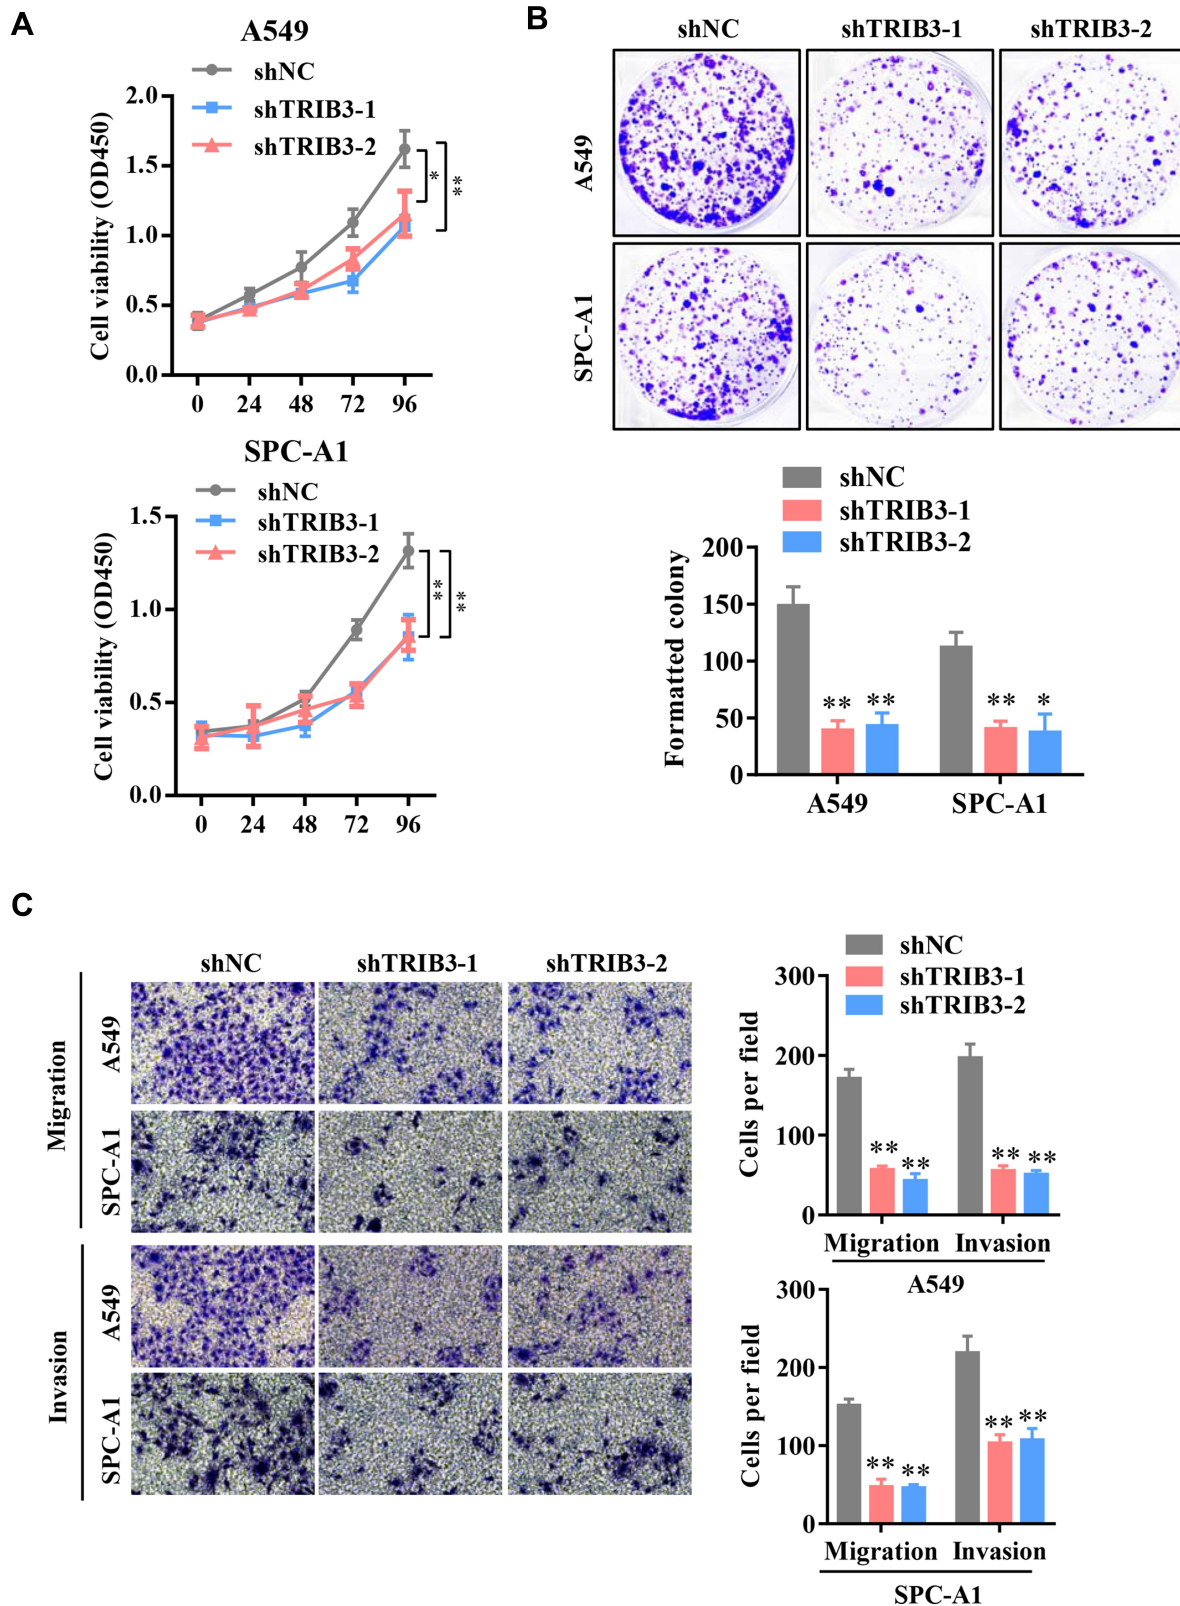 A
A549
shNC
shTRIB3-1
shTRIB3-2
Cell viability (OD450)
2.0
1.5
1.0
0.5
0.0
0 24 48 72 96
*
**
SPC-A1
shNC
shTRIB3-1
shTRIB3-2
Cell viability (OD450)
1.5
1.0
0.5
0.0
0 24 48 72 96
**
**
B
shNC shTRIB3-1 shTRIB3-2
A549
SPC-A1
shNC
shTRIB3-1
shTRIB3-2
Formatted colony
200
150
100
50
0
** ** ** *
A549 SPC-A1
C
shNC shTRIB3-1 shTRIB3-2
Migration
A549
SPC-A1
Invasion
A549
SPC-A1
shNC
shTRIB3-1
shTRIB3-2
Cells per field
300
200
100
0
** ** ** **
Migration Invasion
A549
Cells per field
300
200
100
0
** ** ** **
Migration Invasion
SPC-A1